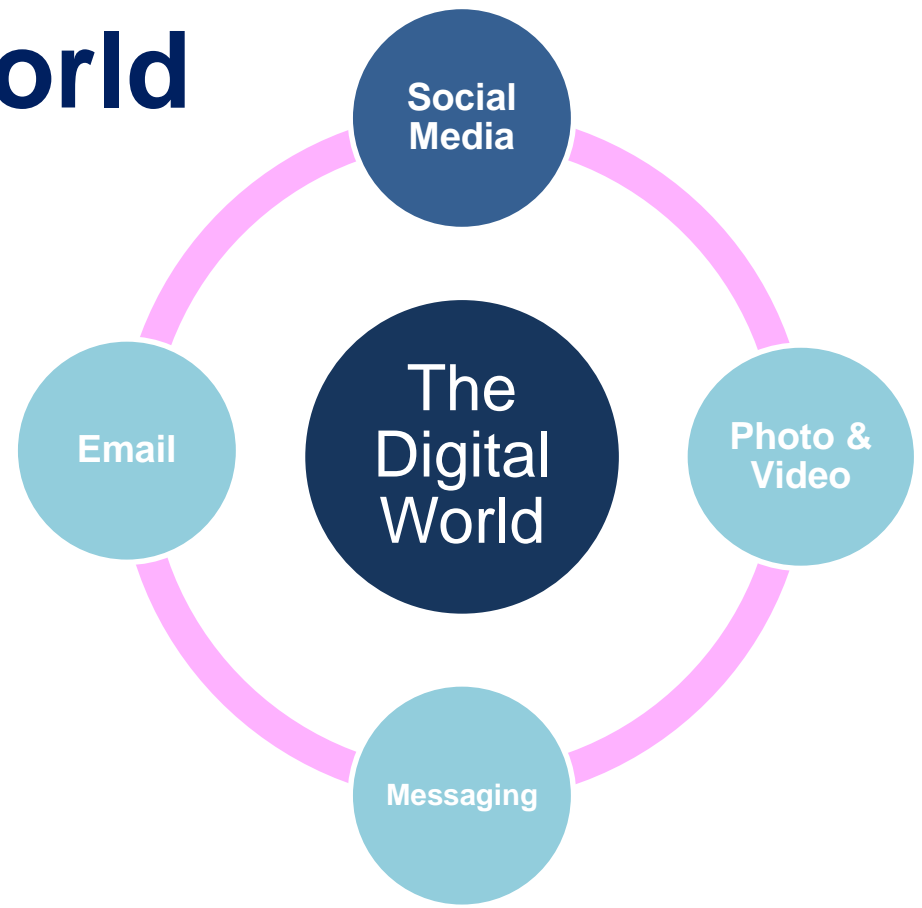 orld
Social
Media
The
Digital
World
Email
Photo &
Video
Messaging